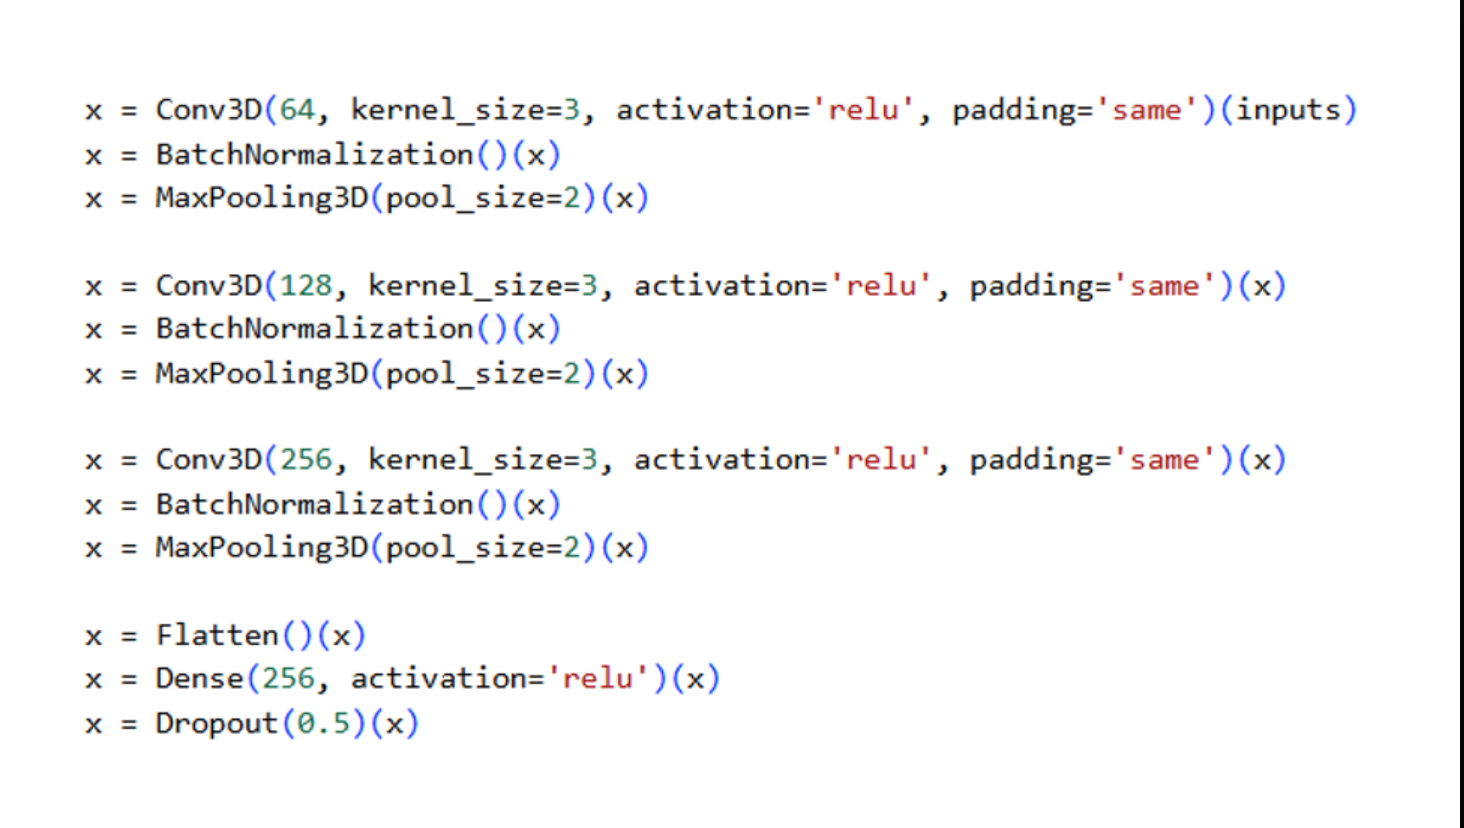 x = Conv3D(64, kernel_size=3, activation='relu', padding='same')(inputs)
x = BatchNormalization()(x)
x = MaxPooling3D(pool_size=2)(x)
x = Conv3D(128, kernel_size=3, activation='relu', padding='same')(x)
x = BatchNormalization()(x)
x = MaxPooling3D(pool_size=2)(x)
x = Conv3D(256, kernel_size=3, activation='relu', padding='same')(x)
x = BatchNormalization()(x)
x = MaxPooling3D(pool_size=2)(x)
x = Flatten()(x)
x = Dense(256, activation='relu')(x)
x = Dropout(0.5)(x)